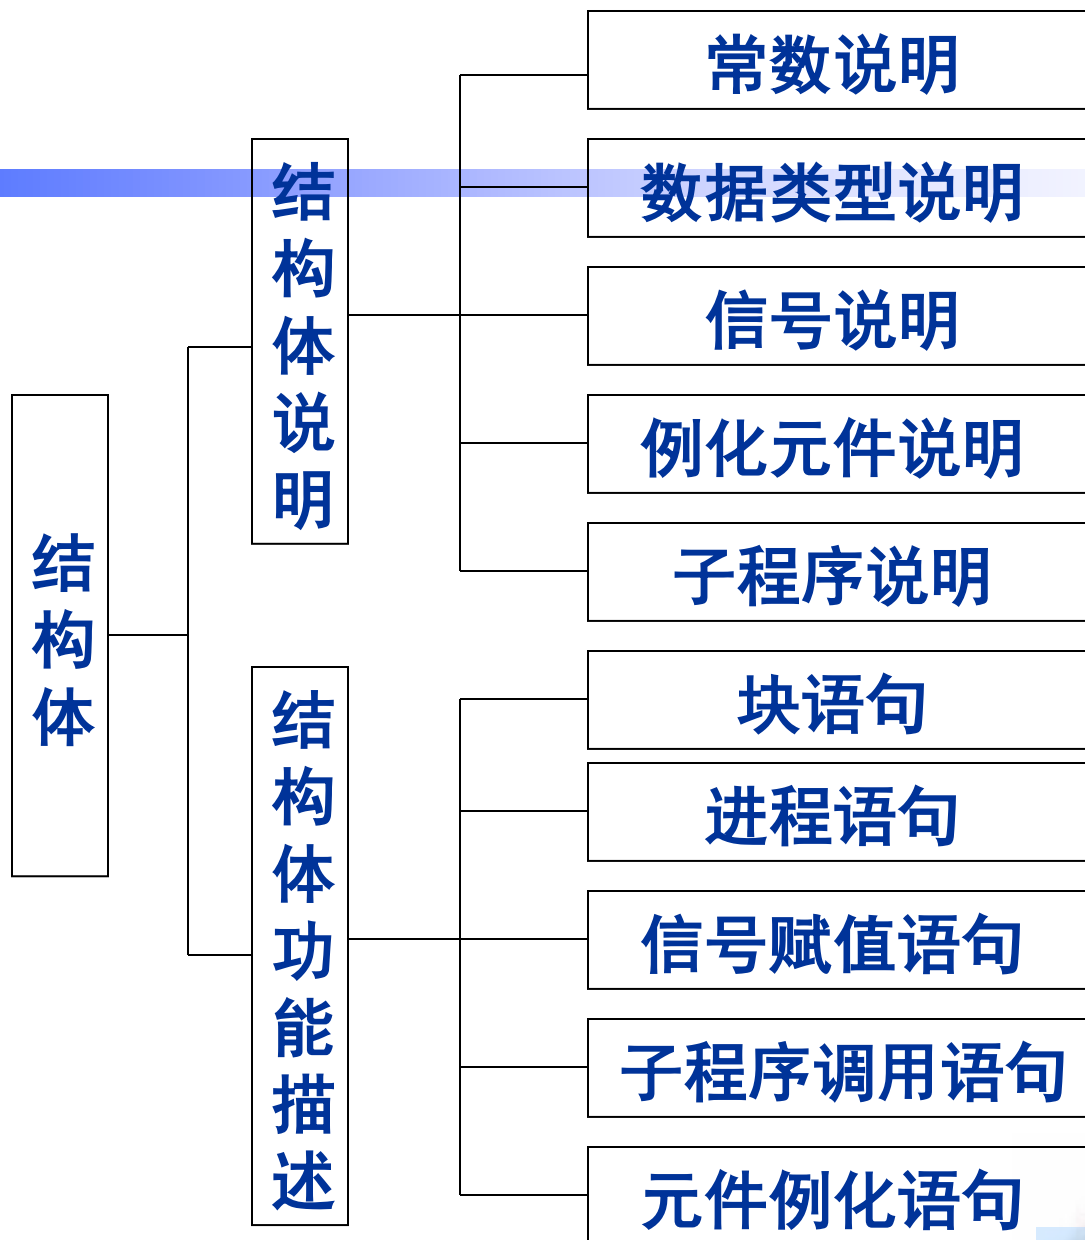 结构体
结构体说明
常数说明
数据类型说明
信号说明
例化元件说明
子程序说明
结构体功能描述
块语句
进程语句
信号赋值语句
子程序调用语句
元件例化语句